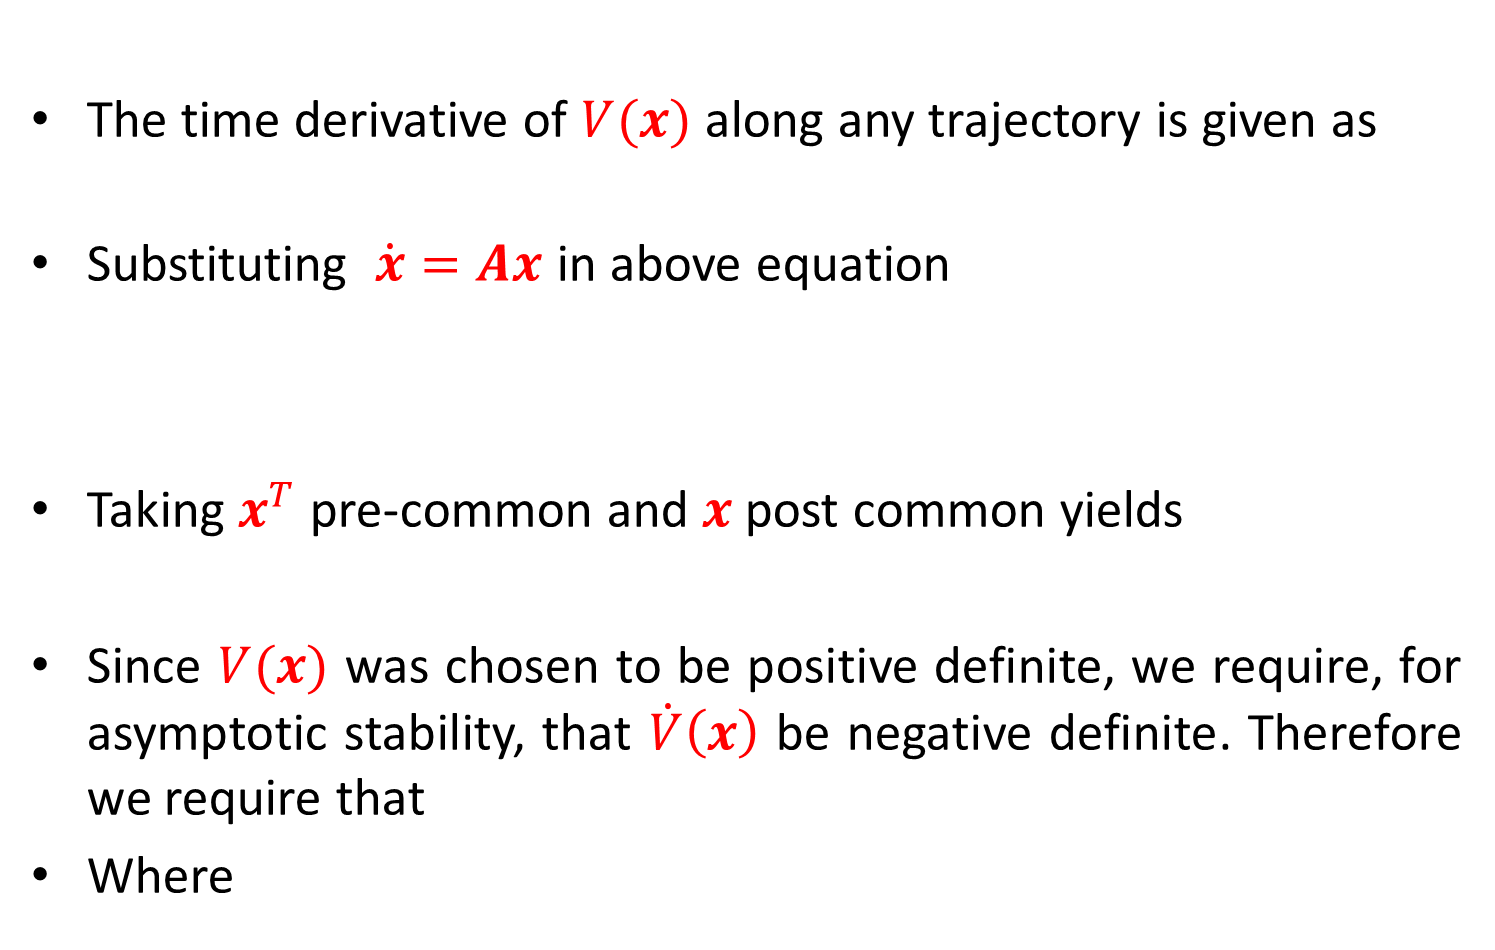 • The time derivative of V(x) along any trajectory is given as
• Substituting ẋ = Ax in above equation
• Taking xᵀ pre-common and x post common yields
• Since V(x) was chosen to be positive definite, we require, for
asymptotic stability, that V̇(x) be negative definite. Therefore
we require that
• Where